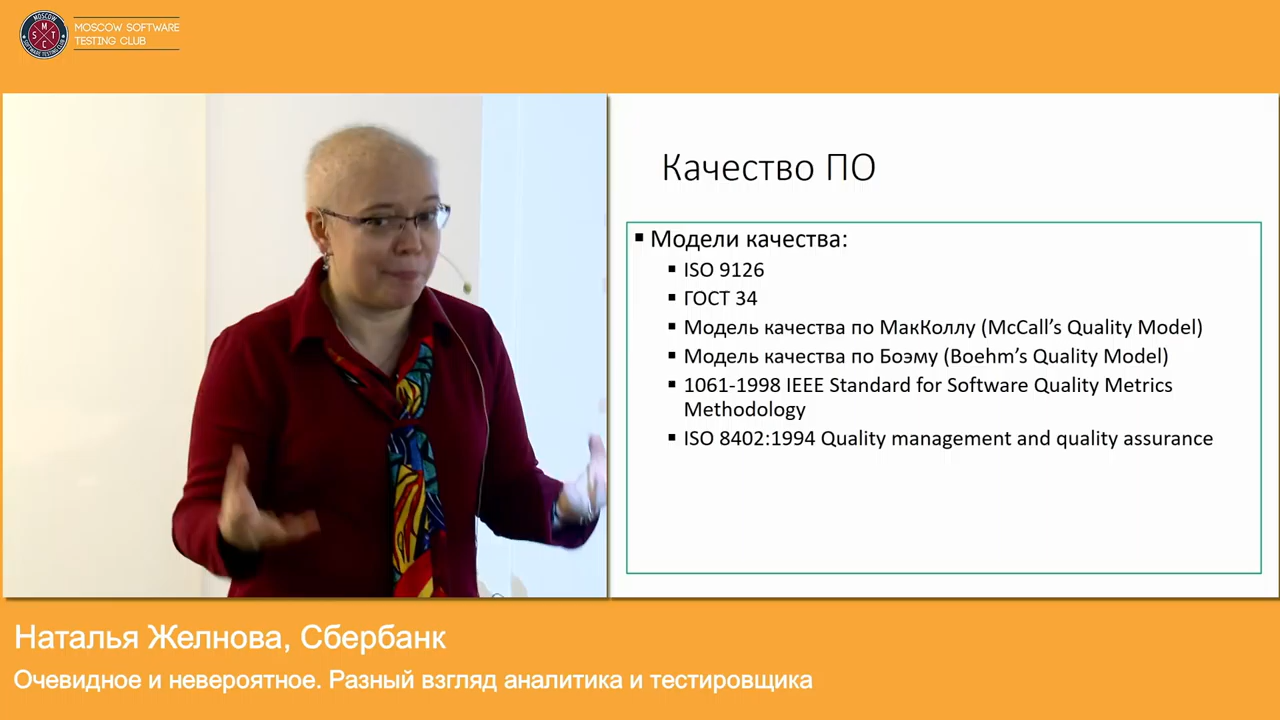 MOSCOW SOFTWARE
TESTING CLUB
MOSCOW
S M T C
Качество ПО
Модели качества:
ISO 9126
ГОСТ 34
Модель качества по МакКоллу (McCall’s Quality Model)
Модель качества по Боэму (Boehm’s Quality Model)
1061-1998 IEEE Standard for Software Quality Metrics
Methodology
ISO 8402:1994 Quality management and quality assurance
Наталья Желнова, Сбербанк
Очевидное и невероятное. Разный взгляд аналитика и тестировщика